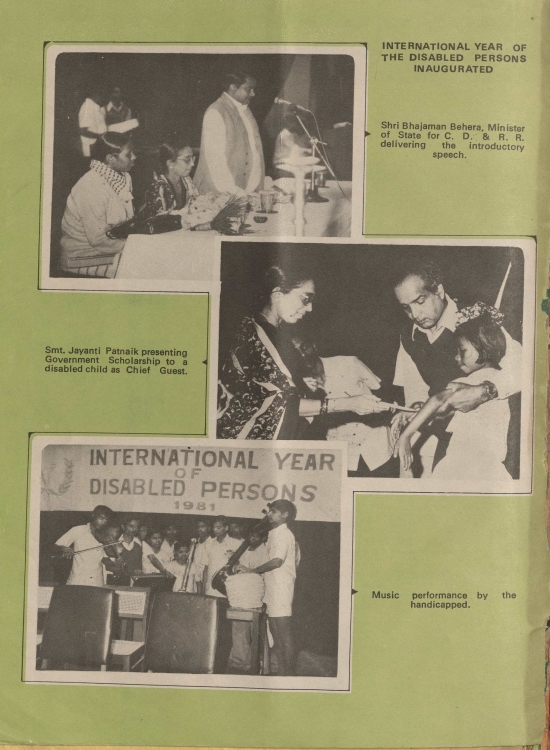 INTERNATIONAL YEAR OF
THE DISABLED PERSONS
INAUGURATED
Shri Bhajaman Behera, Minister
of State for C. D. & R. R.
delivering the introductory
speech.
Smt. Jayanti Patnaik presenting
Government Scholarship to a
disabled child as Chief Guest.
INTERNATIONAL YEAR
OF
DISABLED PERSONS
1981
Music performance by the
handicapped.